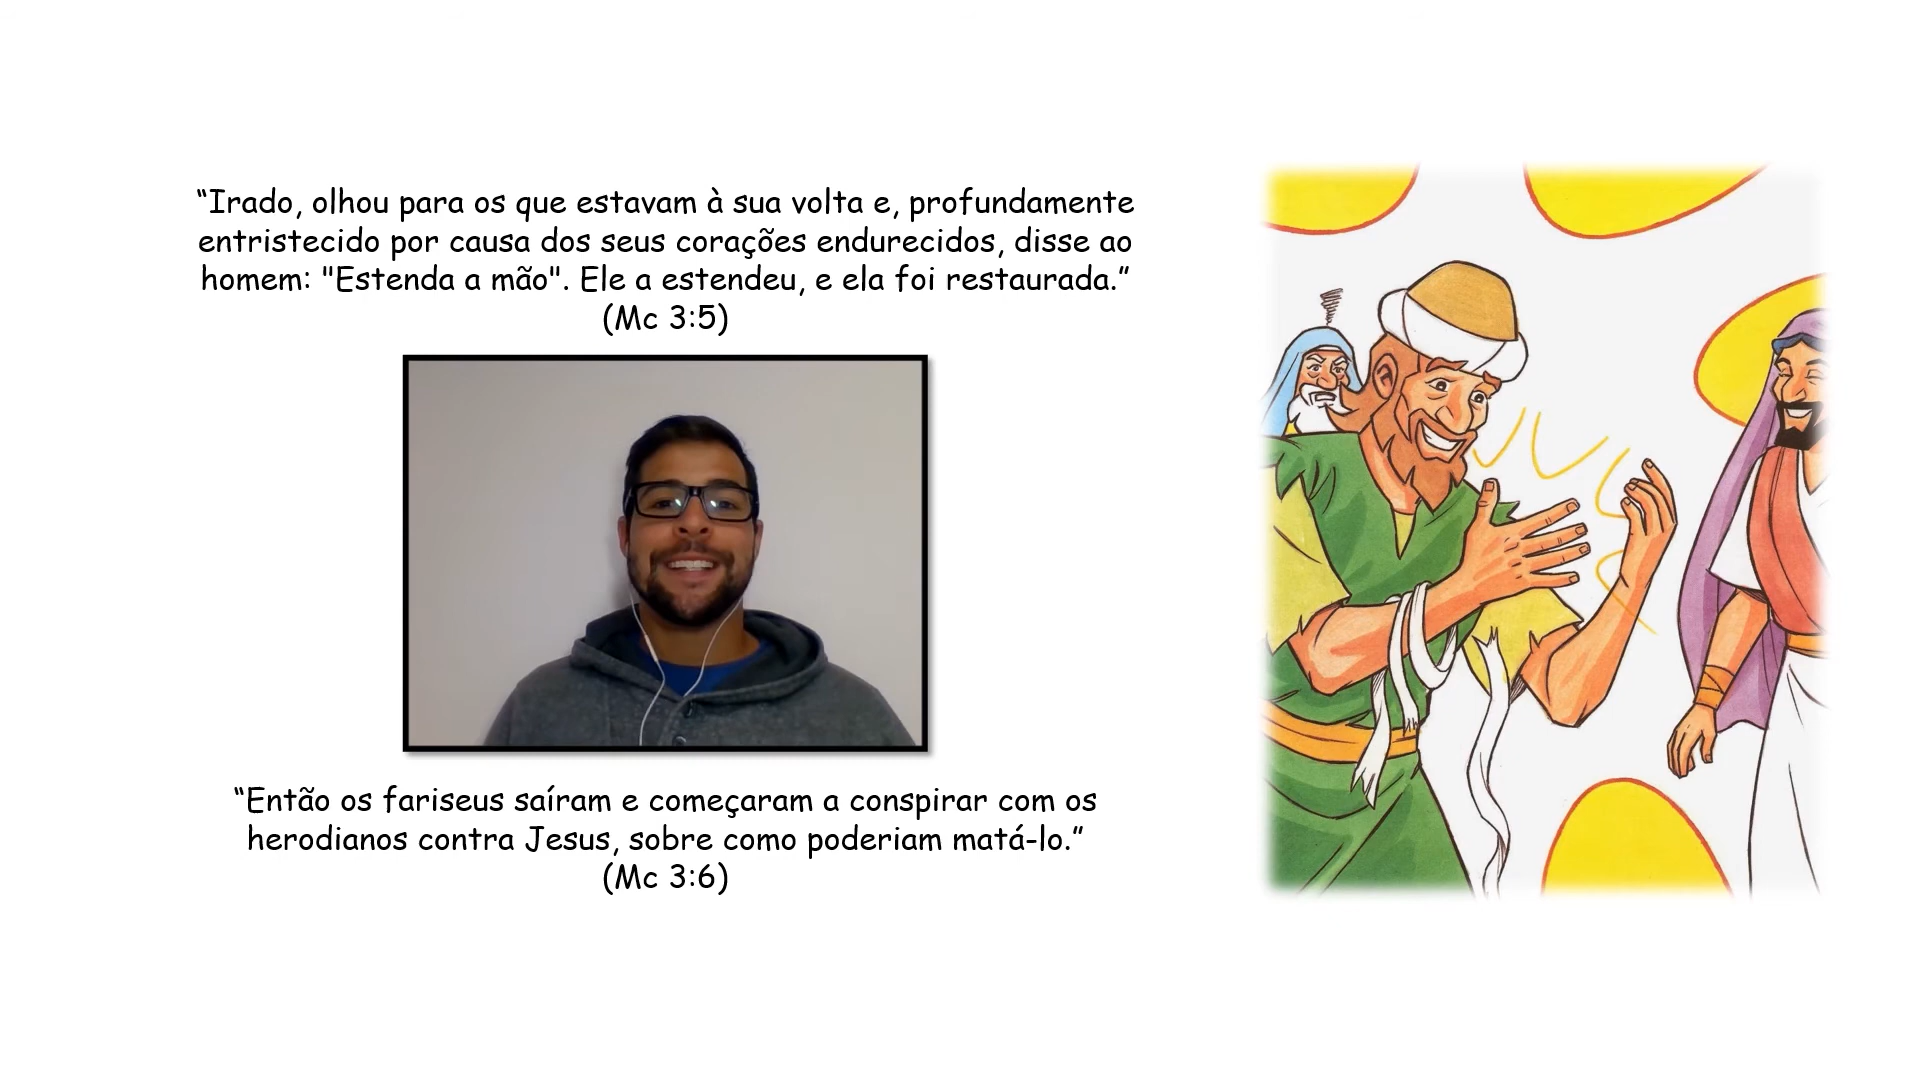 “Irado, olhou para os que estavam à sua volta e, profundamente
entristecido por causa dos seus corações endurecidos, disse ao
homem: "Estenda a mão". Ele a estendeu, e ela foi restaurada.”
(Mc 3:5)
“Então os fariseus saíram e começaram a conspirar com os
herodianos contra Jesus, sobre como poderiam matá-lo.”
(Mc 3:6)